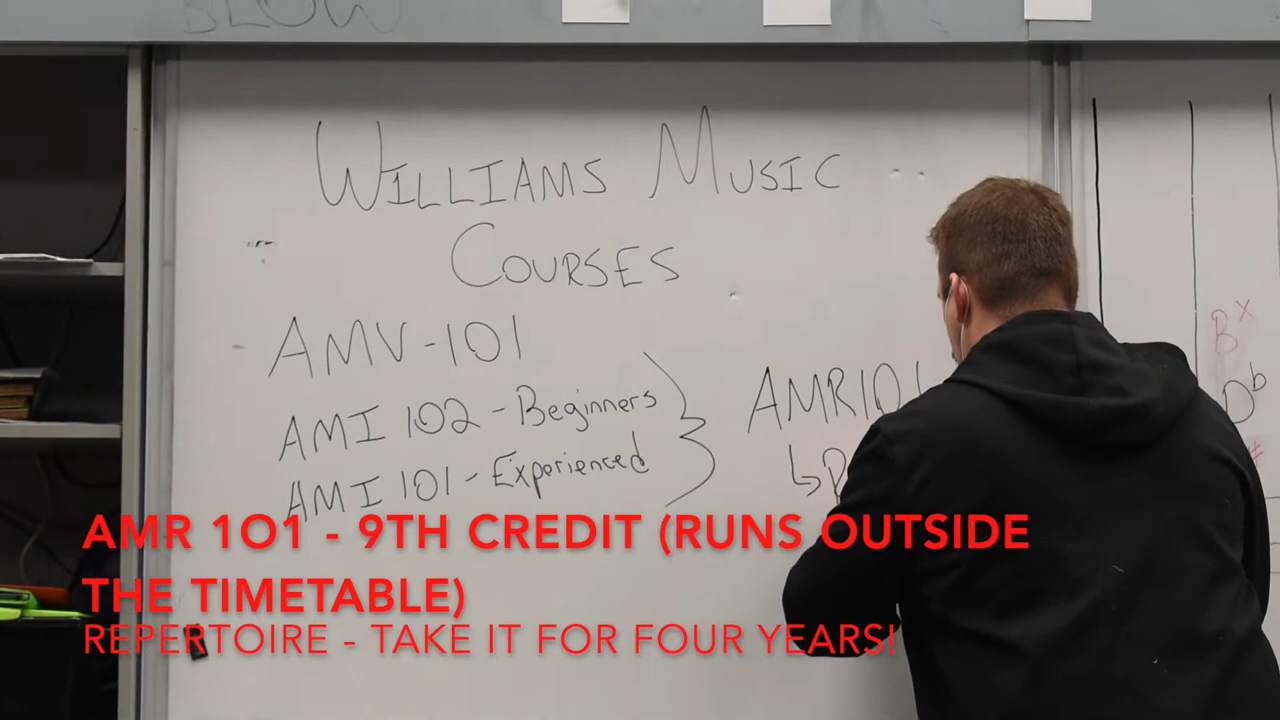 BLOW
WILLIAMS MUSIC
COURSES
AMV-101
AMI 102 - Beginners
AMI 101 - Experienced
AMR101
B x
D b
#
AMR 1O1 - 9TH CREDIT (RUNS OUTSIDE
THE TIMETABLE)
REPERTOIRE - TAKE IT FOR FOUR YEARS!